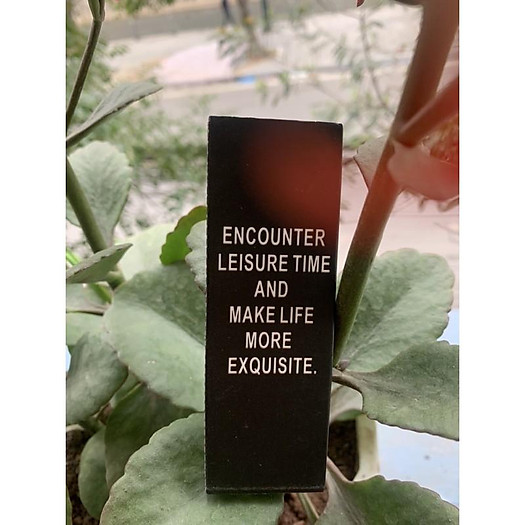 ENCOUNTER
LEISURE TIME
AND
MAKE LIFE
MORE
EXQUISITE.